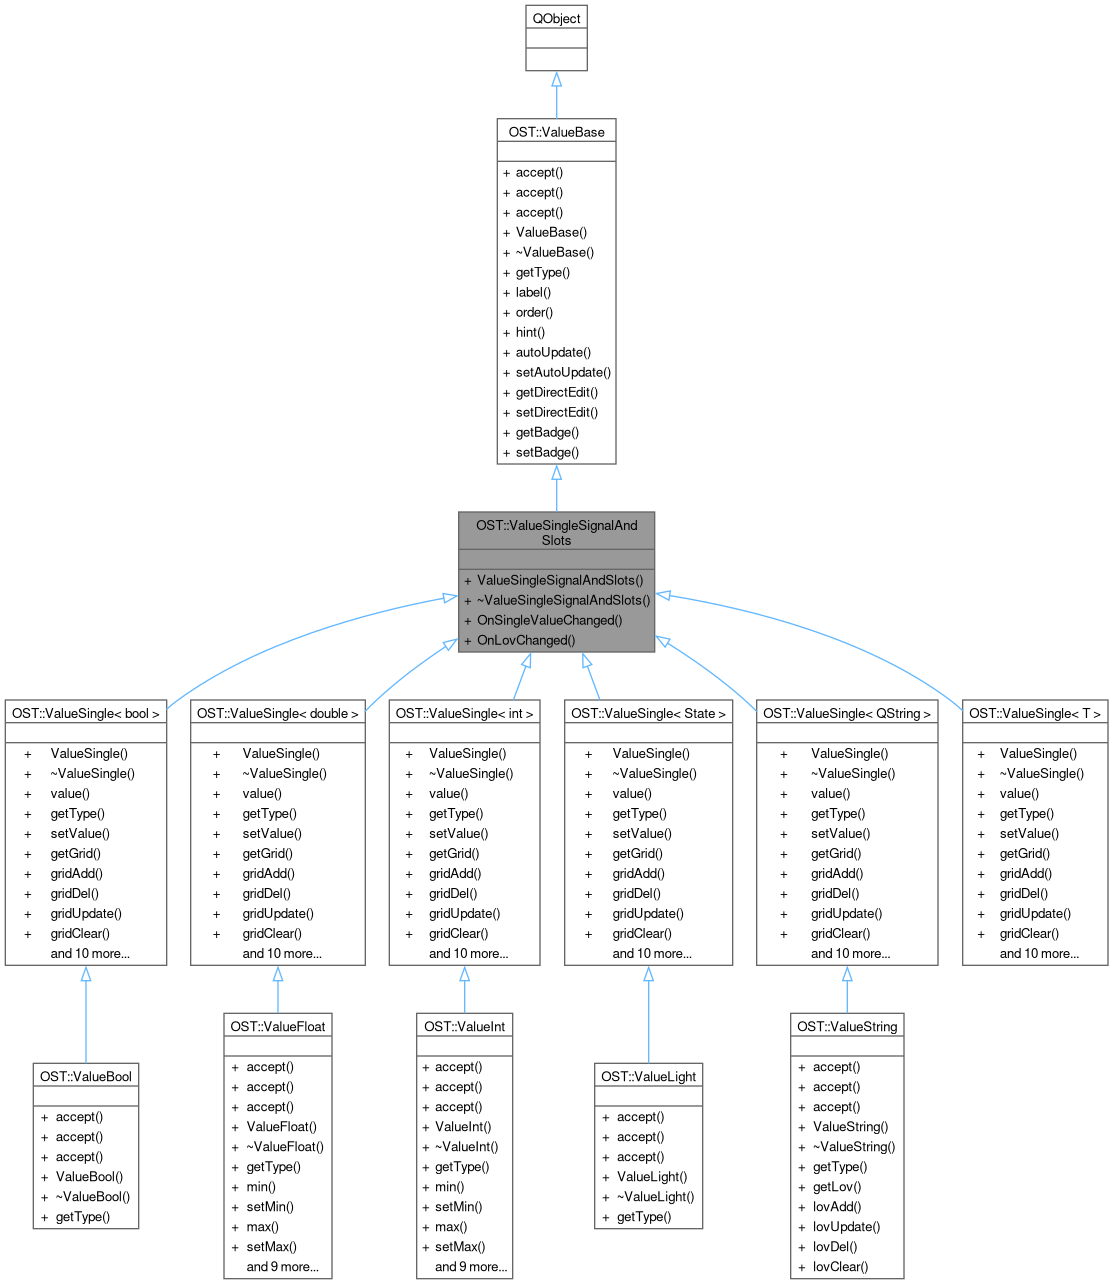 QObject
OST::ValueBase
+ accept()
+ accept()
+ accept()
+ ValueBase()
+ ~ValueBase()
+ getType()
+ label()
+ order()
+ hint()
+ autoUpdate()
+ setAutoUpdate()
+ getDirectEdit()
+ setDirectEdit()
+ getBadge()
+ setBadge()
OST::ValueSingleSignalAnd
Slots
+ ValueSingleSignalAndSlots()
+ ~ValueSingleSignalAndSlots()
+ OnSingleValueChanged()
+ OnLovChanged()
OST::ValueSingle< bool >
+ ValueSingle()
+ ~ValueSingle()
+ value()
+ getType()
+ setValue()
+ getGrid()
+ gridAdd()
+ gridDel()
+ gridUpdate()
+ gridClear()
and 10 more...
OST::ValueSingle< double >
+ ValueSingle()
+ ~ValueSingle()
+ value()
+ getType()
+ setValue()
+ getGrid()
+ gridAdd()
+ gridDel()
+ gridUpdate()
+ gridClear()
and 10 more...
OST::ValueSingle< int >
+ ValueSingle()
+ ~ValueSingle()
+ value()
+ getType()
+ setValue()
+ getGrid()
+ gridAdd()
+ gridDel()
+ gridUpdate()
+ gridClear()
and 10 more...
OST::ValueSingle< State >
+ ValueSingle()
+ ~ValueSingle()
+ value()
+ getType()
+ setValue()
+ getGrid()
+ gridAdd()
+ gridDel()
+ gridUpdate()
+ gridClear()
and 10 more...
OST::ValueSingle< QString >
+ ValueSingle()
+ ~ValueSingle()
+ value()
+ getType()
+ setValue()
+ getGrid()
+ gridAdd()
+ gridDel()
+ gridUpdate()
+ gridClear()
and 10 more...
OST::ValueSingle< T >
+ ValueSingle()
+ ~ValueSingle()
+ value()
+ getType()
+ setValue()
+ getGrid()
+ gridAdd()
+ gridDel()
+ gridUpdate()
+ gridClear()
and 10 more...
OST::ValueBool
+ accept()
+ accept()
+ accept()
+ ValueBool()
+ ~ValueBool()
+ getType()
OST::ValueFloat
+ accept()
+ accept()
+ accept()
+ ValueFloat()
+ ~ValueFloat()
+ getType()
+ min()
+ setMin()
+ max()
+ setMax()
and 9 more...
OST::ValueInt
+ accept()
+ accept()
+ accept()
+ ValueInt()
+ ~ValueInt()
+ getType()
+ min()
+ setMin()
+ max()
+ setMax()
and 9 more...
OST::ValueLight
+ accept()
+ accept()
+ accept()
+ ValueLight()
+ ~ValueLight()
+ getType()
OST::ValueString
+ accept()
+ accept()
+ accept()
+ ValueString()
+ ~ValueString()
+ getType()
+ getLov()
+ lovAdd()
+ lovUpdate()
+ lovDel()
+ lovClear()